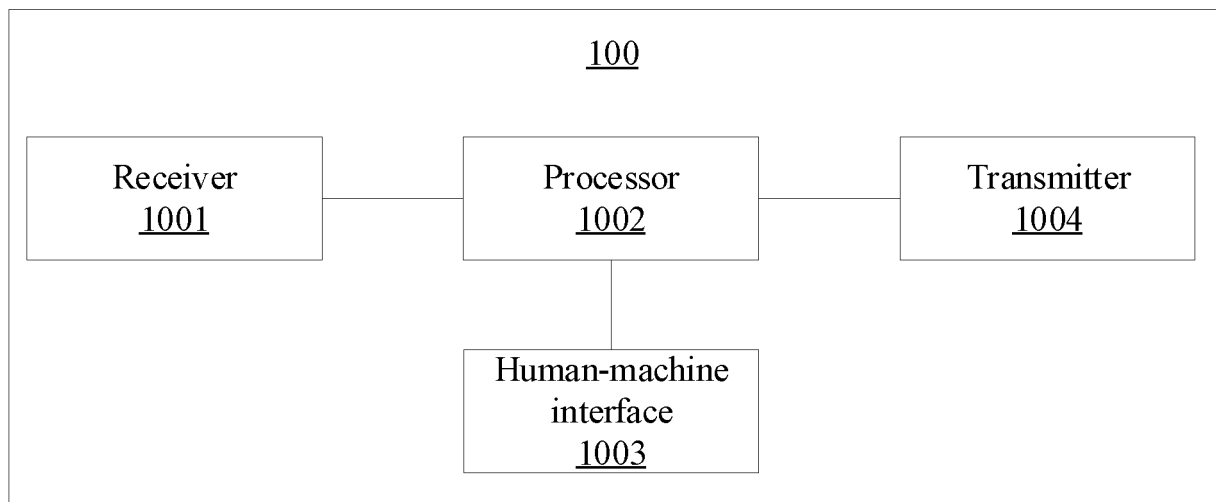 100
Receiver
1001
Processor
1002
Transmitter
1004
Human-machine
interface
1003